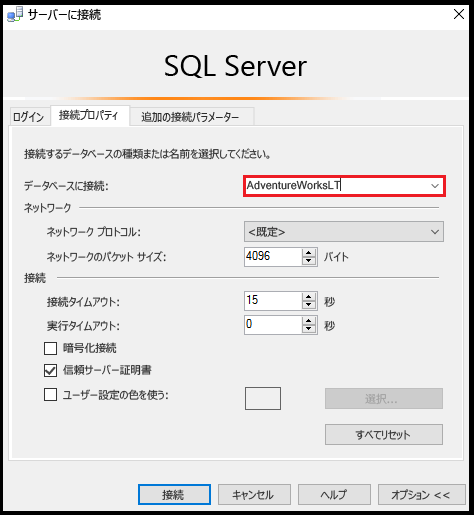 サーバーに接続
SQL Server
ログイン 接続プロパティ 追加の接続パラメーター
接続するデータベースの種類または名前を選択してください。
データベースに接続: AdventureWorksLT
ネットワーク
ネットワーク プロトコル: <既定>
ネットワークのパケット サイズ: 4096 バイト
接続
接続タイムアウト: 15 秒
実行タイムアウト: 0 秒
暗号化接続
信頼サーバー証明書
ユーザー設定の色を使う: 選択...
すべてリセット
接続 キャンセル ヘルプ オプション <<